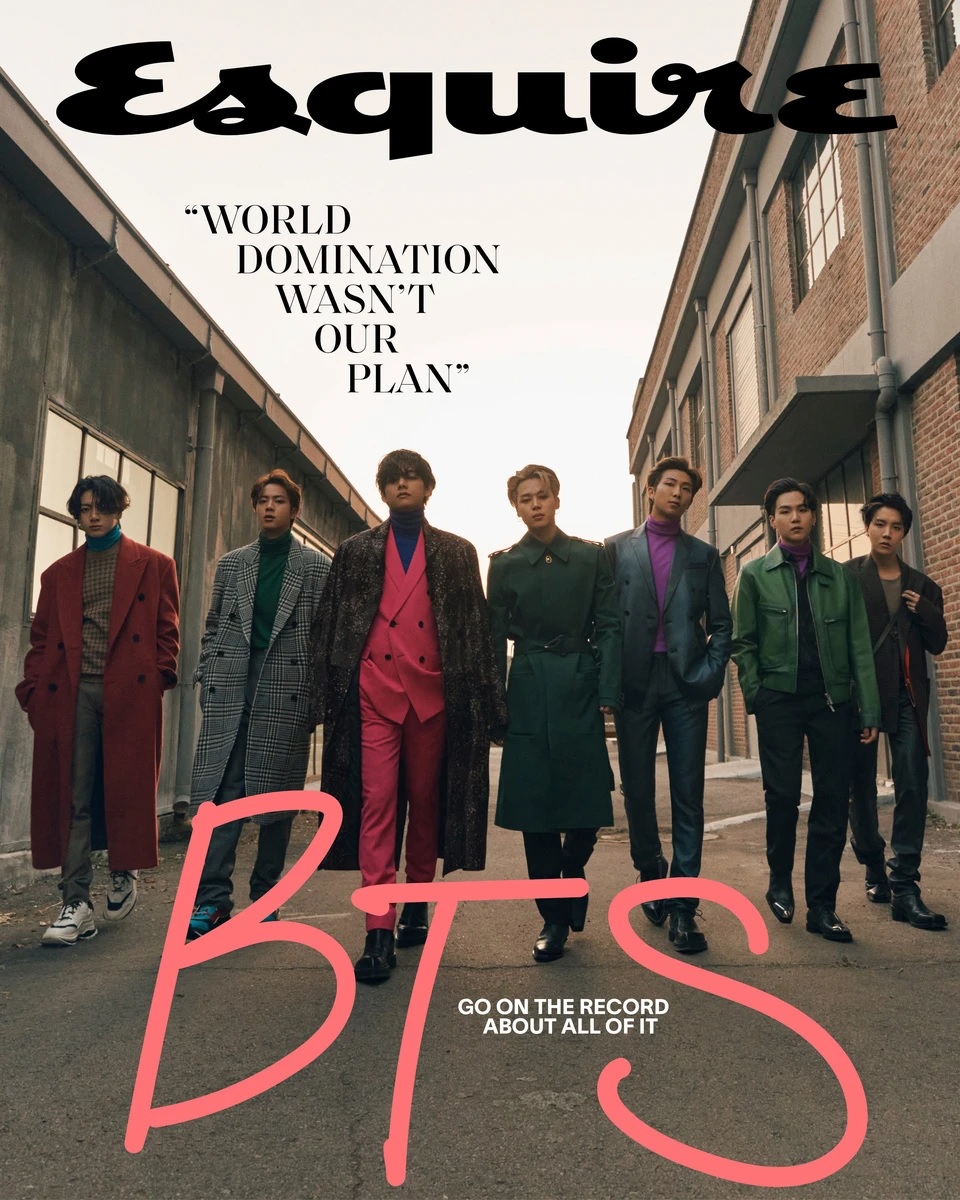 Esquire
“WORLD
DOMINATION
WASN’T
OUR
PLAN”
BTS
GO ON THE RECORD
ABOUT ALL OF IT